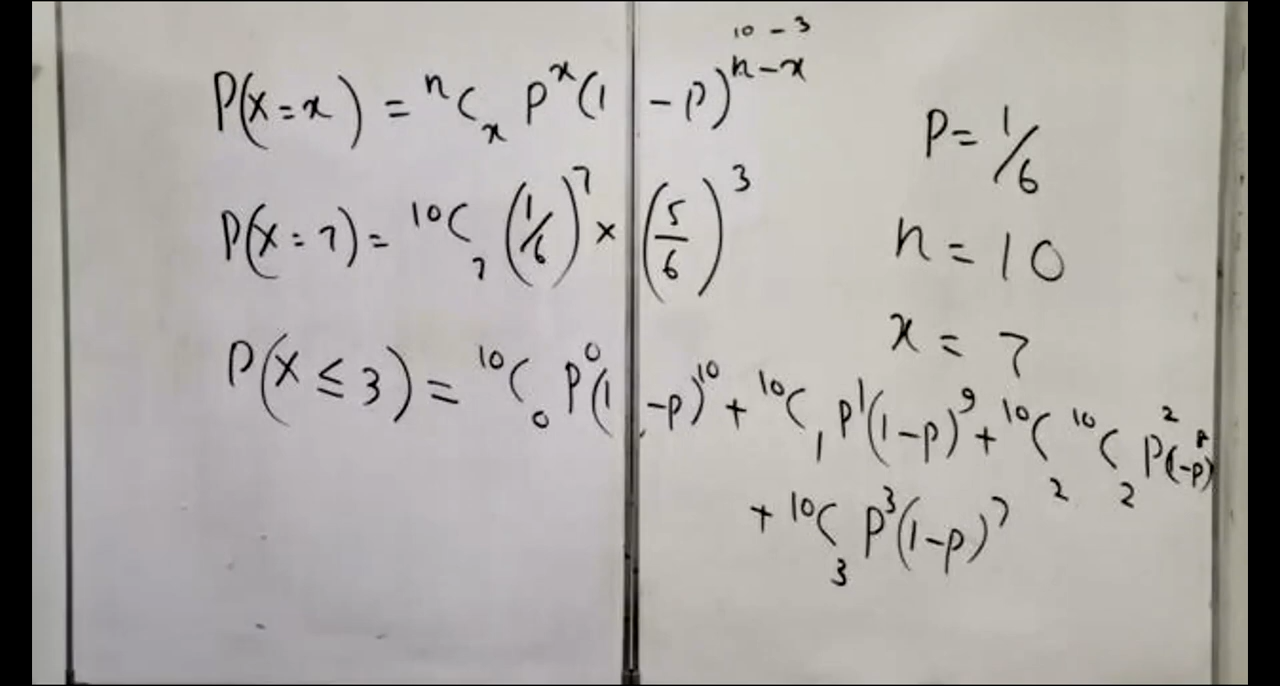 10 - 3
P(X = x) = ⁿCₓ pˣ (1 - p)ⁿ⁻ˣ
P = 1/6
P(X = 7) = ¹⁰C₇ (1/6)⁷ × (5/6)³
n = 10
x = 7
P(X ≤ 3) = ¹⁰C₀ P⁰(1-p)¹⁰ + ¹⁰C₁ P¹(1-p)⁹ + ¹⁰C₂ ¹⁰C₂ P²(1-p)⁸
+ ¹⁰C₃ P³(1-p)⁷